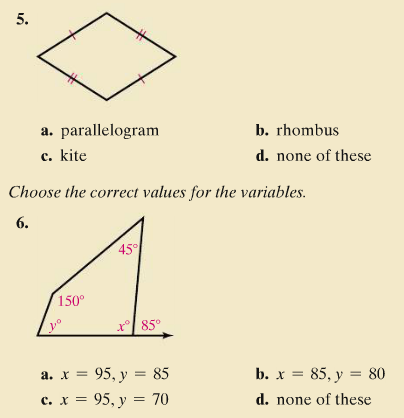 5.
a. parallelogram b. rhombus
c. kite d. none of these
Choose the correct values for the variables.
6.
45°
150°
y° x° 85°
a. x = 95, y = 85 b. x = 85, y = 80
c. x = 95, y = 70 d. none of these